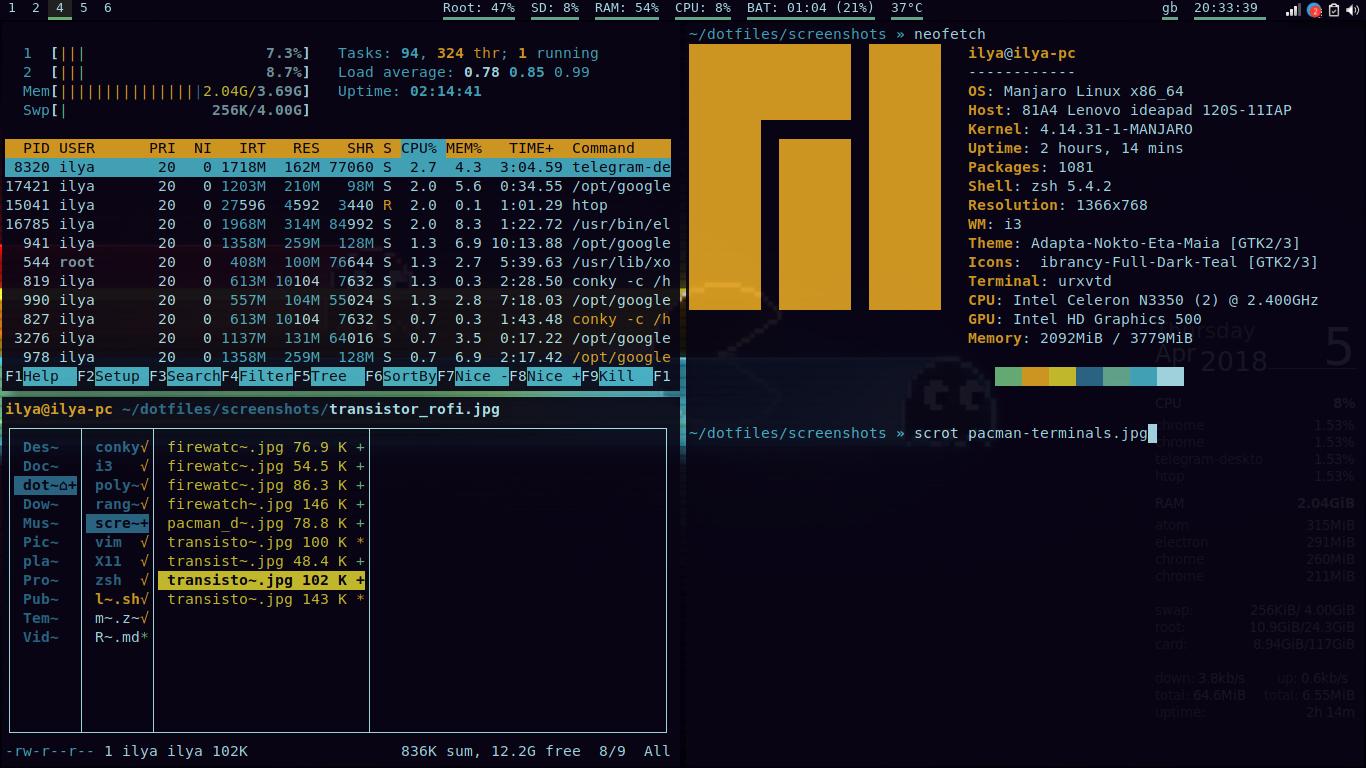 1 2 4 5 6 Root: 47% SD: 8% RAM: 54% CPU: 8% BAT: 01:04 (21%) 37°C gb 20:33:39
1 [||| 7.3%] Tasks: 94, 324 thr; 1 running
2 [||| 8.7%] Load average: 0.78 0.85 0.99
Mem[||||||||||||||||2.04G/3.69G] Uptime: 02:14:41
Swp[| 256K/4.00G]
PID USER PRI NI IRT RES SHR S CPU% MEM% TIME+ Command
8320 ilya 20 0 1718M 162M 77060 S 2.7 4.3 3:04.59 telegram-de
17421 ilya 20 0 1203M 210M 98M S 2.0 5.6 0:34.55 /opt/google
15041 ilya 20 0 27596 4592 3440 R 2.0 0.1 1:01.29 htop
16785 ilya 20 0 1968M 314M 84992 S 2.0 8.3 1:22.72 /usr/bin/el
941 ilya 20 0 1358M 259M 128M S 1.3 6.9 10:13.88 /opt/google
544 root 20 0 408M 100M 76644 S 1.3 2.7 5:39.63 /usr/lib/xo
819 ilya 20 0 613M 10104 7632 S 1.3 0.3 2:28.50 conky -c /h
990 ilya 20 0 557M 104M 55024 S 1.3 2.8 7:18.03 /opt/google
827 ilya 20 0 613M 10104 7632 S 0.7 0.3 1:43.48 conky -c /h
3276 ilya 20 0 1137M 131M 64016 S 0.7 3.5 0:17.22 /opt/google
978 ilya 20 0 1358M 259M 128M S 0.7 6.9 2:17.42 /opt/google
F1Help F2Setup F3SearchF4FilterF5Tree F6SortByF7Nice -F8Nice +F9Kill F1
ilya@ilya-pc ~/dotfiles/screenshots/transistor_rofi.jpg
Des~ conky√ firewatc~.jpg 76.9 K +
Doc~ i3 √ firewatc~.jpg 54.5 K +
dot~⌂+ poly~√ firewatc~.jpg 86.3 K +
Dow~ rang~√ firewatch~.jpg 146 K +
Mus~ scre~+ pacman_d~.jpg 78.8 K +
Pic~ vim √ transisto~.jpg 100 K *
pla~ X11 √ transist~.jpg 48.4 K +
Pro~ zsh √ transisto~.jpg 102 K +
Pub~ l~.sh√ transisto~.jpg 143 K *
Tem~ m~.z~√
Vid~ R~.md*
-rw-r--r-- 1 ilya ilya 102K 836K sum, 12.2G free 8/9 All
~/dotfiles/screenshots » neofetch
ilya@ilya-pc
------------
OS: Manjaro Linux x86_64
Host: 81A4 Lenovo ideapad 120S-11IAP
Kernel: 4.14.31-1-MANJARO
Uptime: 2 hours, 14 mins
Packages: 1081
Shell: zsh 5.4.2
Resolution: 1366x768
WM: i3
Theme: Adapta-Nokto-Eta-Maia [GTK2/3]
Icons: ibrancy-Full-Dark-Teal [GTK2/3]
Terminal: urxvtd
CPU: Intel Celeron N3350 (2) @ 2.400GHz
GPU: Intel HD Graphics 500
Memory: 2092MiB / 3779MiB
~/dotfiles/screenshots » scrot pacman-terminals.jpg
Thursday
Apr 2018 5
CPU 8%
chrome 1.53%
chrome 1.53%
telegram-deskto 1.53%
htop 1.53%
RAM 2.04GiB
atom 315MiB
electron 291MiB
chrome 260MiB
chrome 211MiB
swap: 256KiB/ 4.00GiB
root: 10.9GiB/24.3GiB
card: 8.94GiB/117GiB
down: 3.8kb/s up: 0.6kb/s
total: 64.6MiB total: 6.55MiB
uptime: 2h 14m